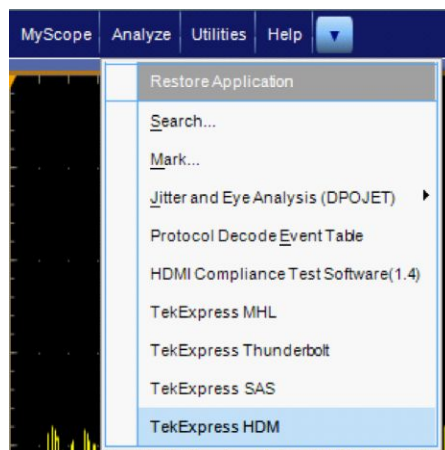 MyScope Analyze Utilities Help
Restore Application
Search...
Mark...
Jitter and Eye Analysis (DPOJET)
Protocol Decode Event Table
HDMI Compliance Test Software(1.4)
TekExpress MHL
TekExpress Thunderbolt
TekExpress SAS
TekExpress HDM